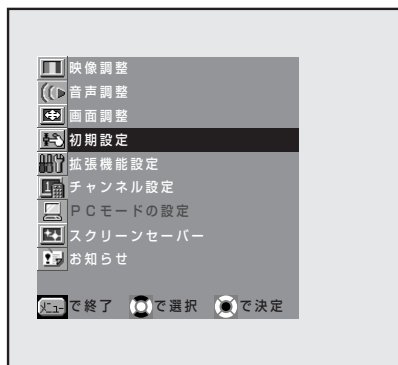 映像調整
音声調整
画面調整
初期設定
拡張機能設定
チャンネル設定
PCモードの設定
スクリーンセーバー
お知らせ
メニューで終了 で選択 で決定